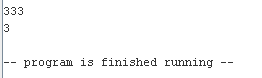 333
3
-- program is finished running --